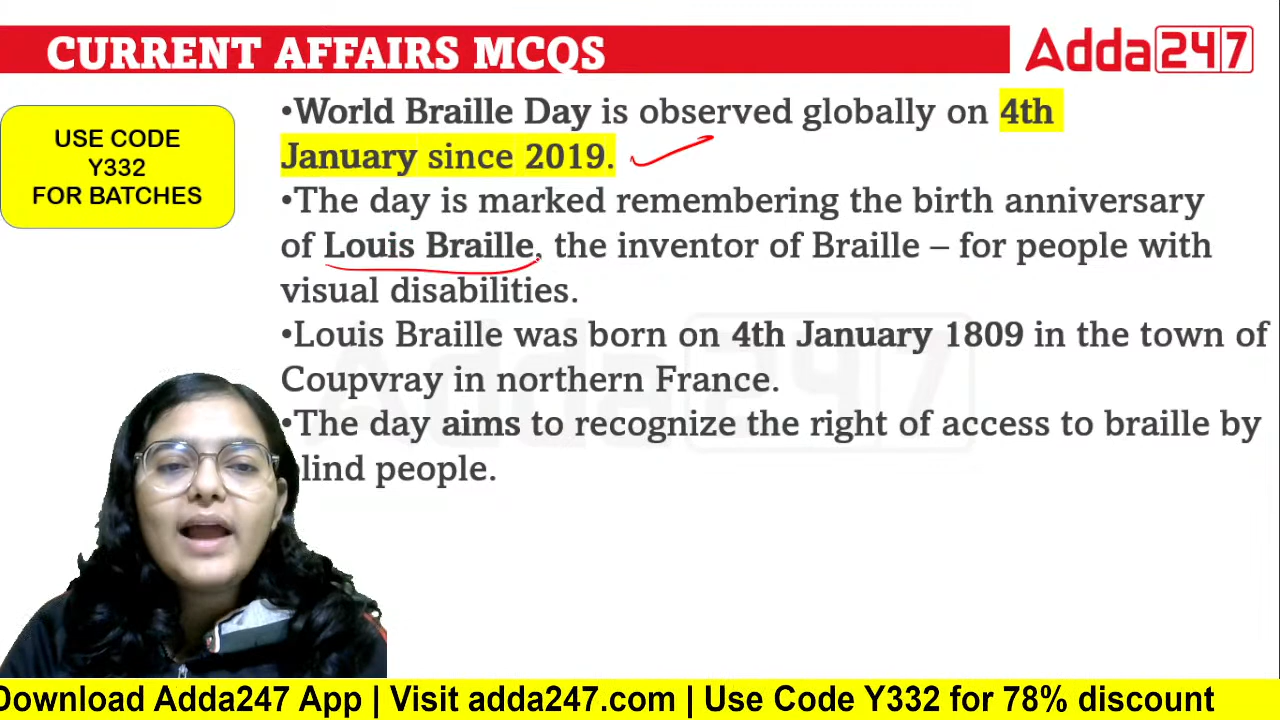 CURRENT AFFAIRS MCQS
Adda247
USE CODE
Y332
FOR BATCHES
•World Braille Day is observed globally on 4th
January since 2019.
•The day is marked remembering the birth anniversary
of Louis Braille, the inventor of Braille – for people with
visual disabilities.
•Louis Braille was born on 4th January 1809 in the town of
Coupvray in northern France.
•The day aims to recognize the right of access to braille by
lind people.
Adda247
Download Adda247 App | Visit adda247.com | Use Code Y332 for 78% discount